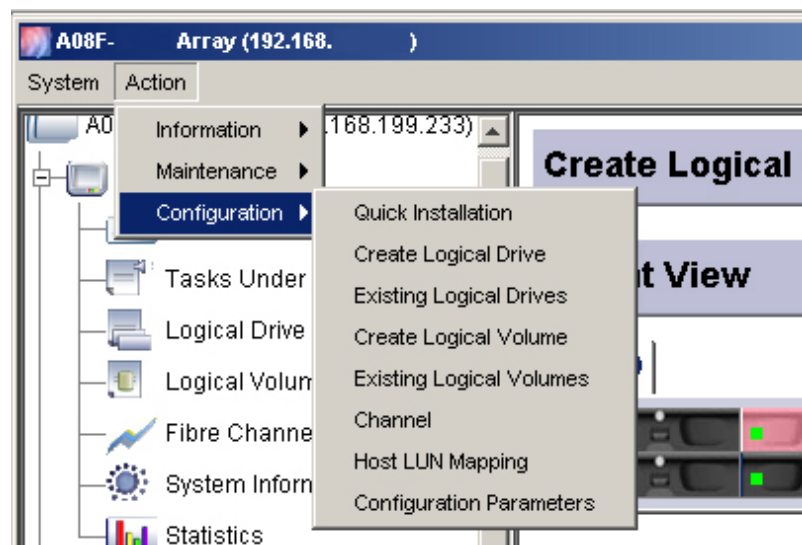 A08F- Array (192.168. )
System Action
A0 .168.199.233)
Information
Maintenance
Configuration
Quick Installation
Create Logical Drive
Existing Logical Drives
Create Logical Volume
Existing Logical Volumes
Channel
Host LUN Mapping
Configuration Parameters
Tasks Under
Logical Drive
Logical Volum
Fibre Channe
System Inform
Statistics
Create Logical
t View